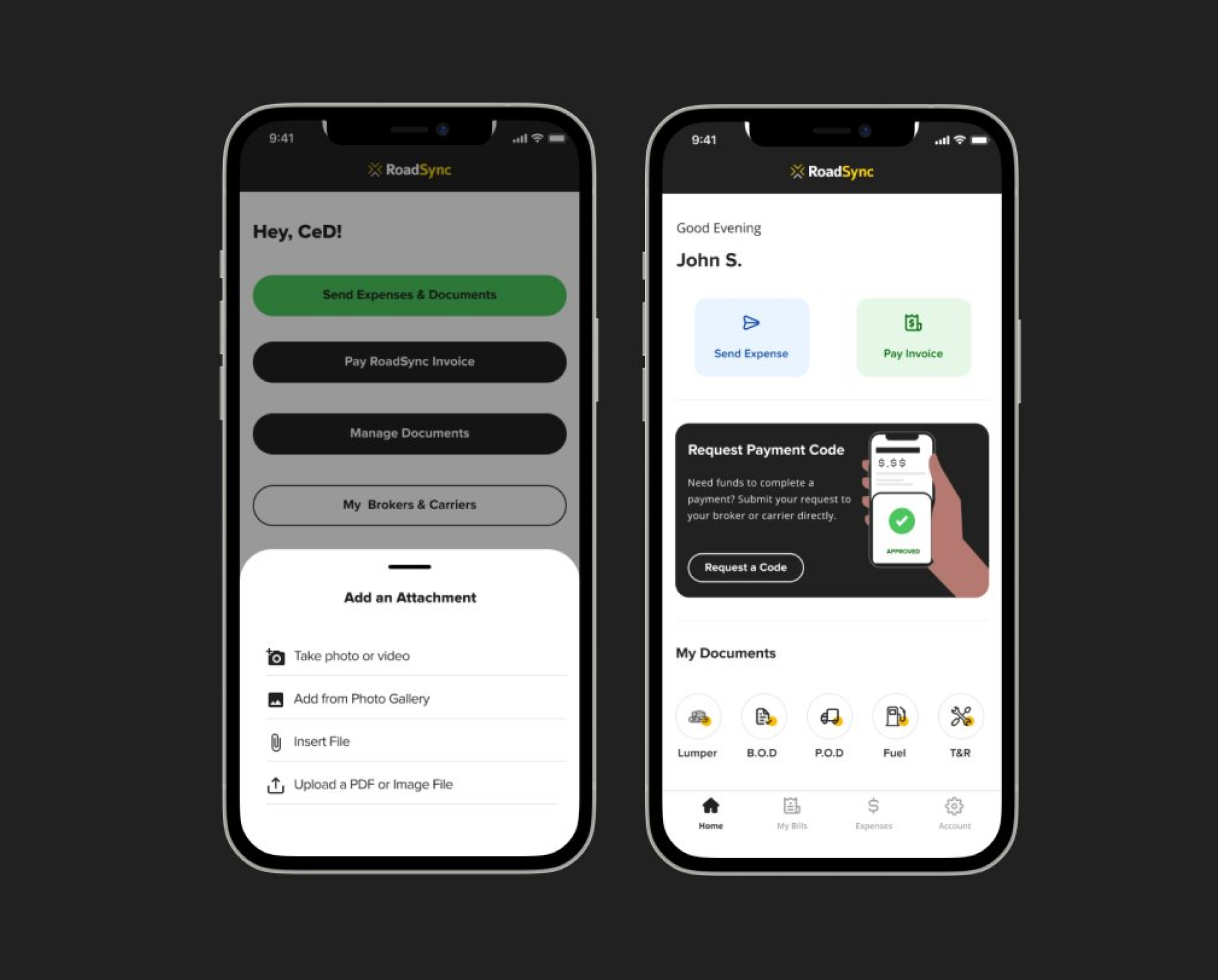 9:41
RoadSync
Hey, CeD!
Send Expenses & Documents
Pay RoadSync Invoice
Manage Documents
My Brokers & Carriers
Add an Attachment
Take photo or video
Add from Photo Gallery
Insert File
Upload a PDF or Image File
9:41
RoadSync
Good Evening
John S.
Send Expense
Pay Invoice
Request Payment Code
Need funds to complete a
payment? Submit your request to
your broker or carrier directly.
Request a Code
$.$$
APPROVED
My Documents
Lumper
B.O.D
P.O.D
Fuel
T&R
Home
My Bills
Expenses
Account